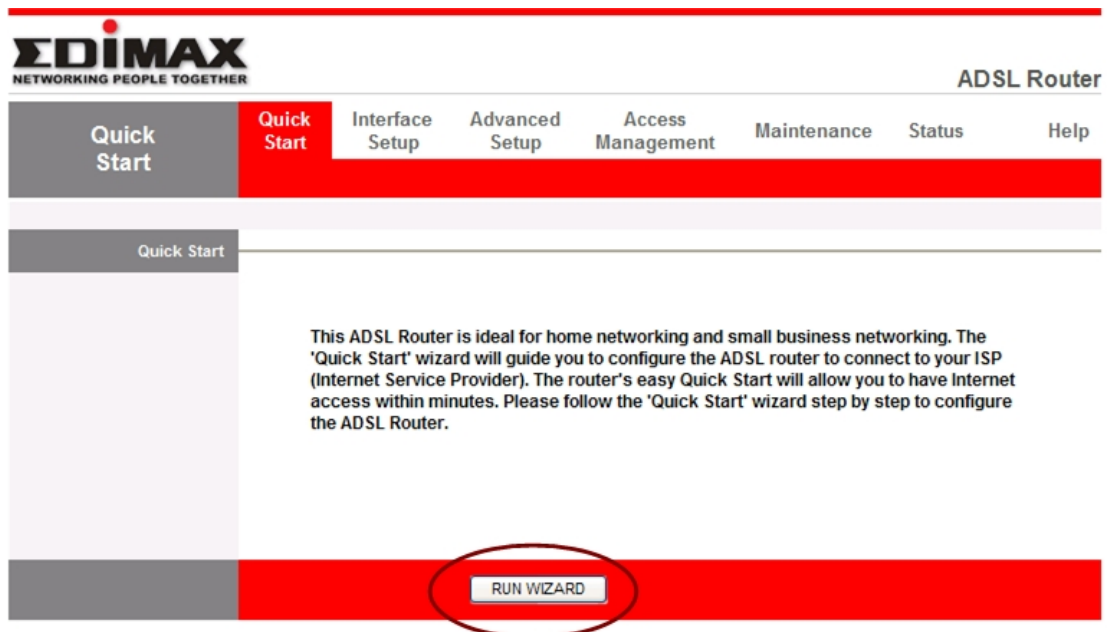 EDIMAX
NETWORKING PEOPLE TOGETHER
ADSL Router
Quick
Start
Quick
Start
Interface
Setup
Advanced
Setup
Access
Management
Maintenance
Status
Help
Quick Start
This ADSL Router is ideal for home networking and small business networking. The
'Quick Start' wizard will guide you to configure the ADSL router to connect to your ISP
(Internet Service Provider). The router's easy Quick Start will allow you to have Internet
access within minutes. Please follow the 'Quick Start' wizard step by step to configure
the ADSL Router.
RUN WIZARD